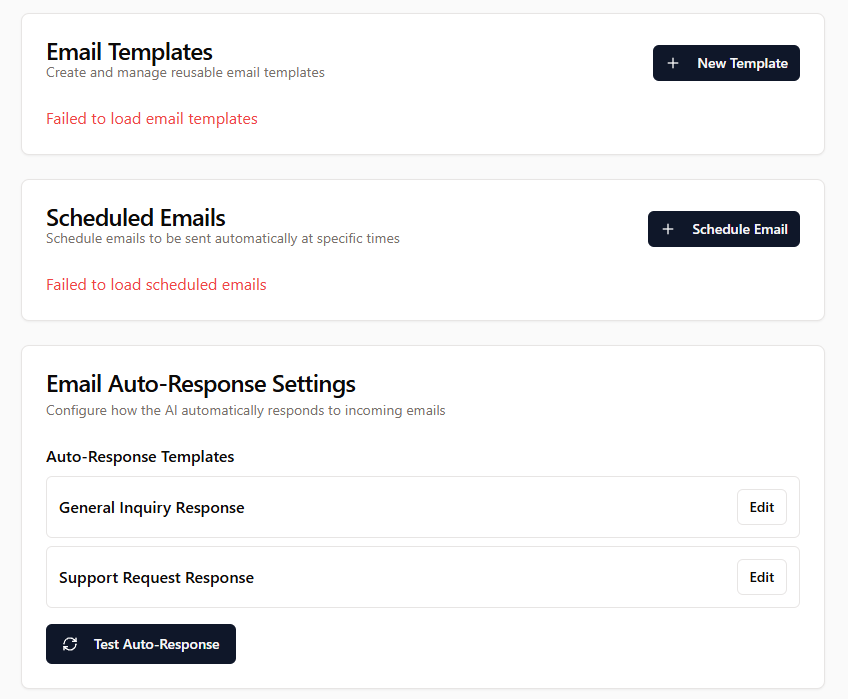 Email Templates
Create and manage reusable email templates
New Template
Failed to load email templates
Scheduled Emails
Schedule emails to be sent automatically at specific times
Schedule Email
Failed to load scheduled emails
Email Auto-Response Settings
Configure how the AI automatically responds to incoming emails
Auto-Response Templates
General Inquiry Response
Edit
Support Request Response
Edit
Test Auto-Response